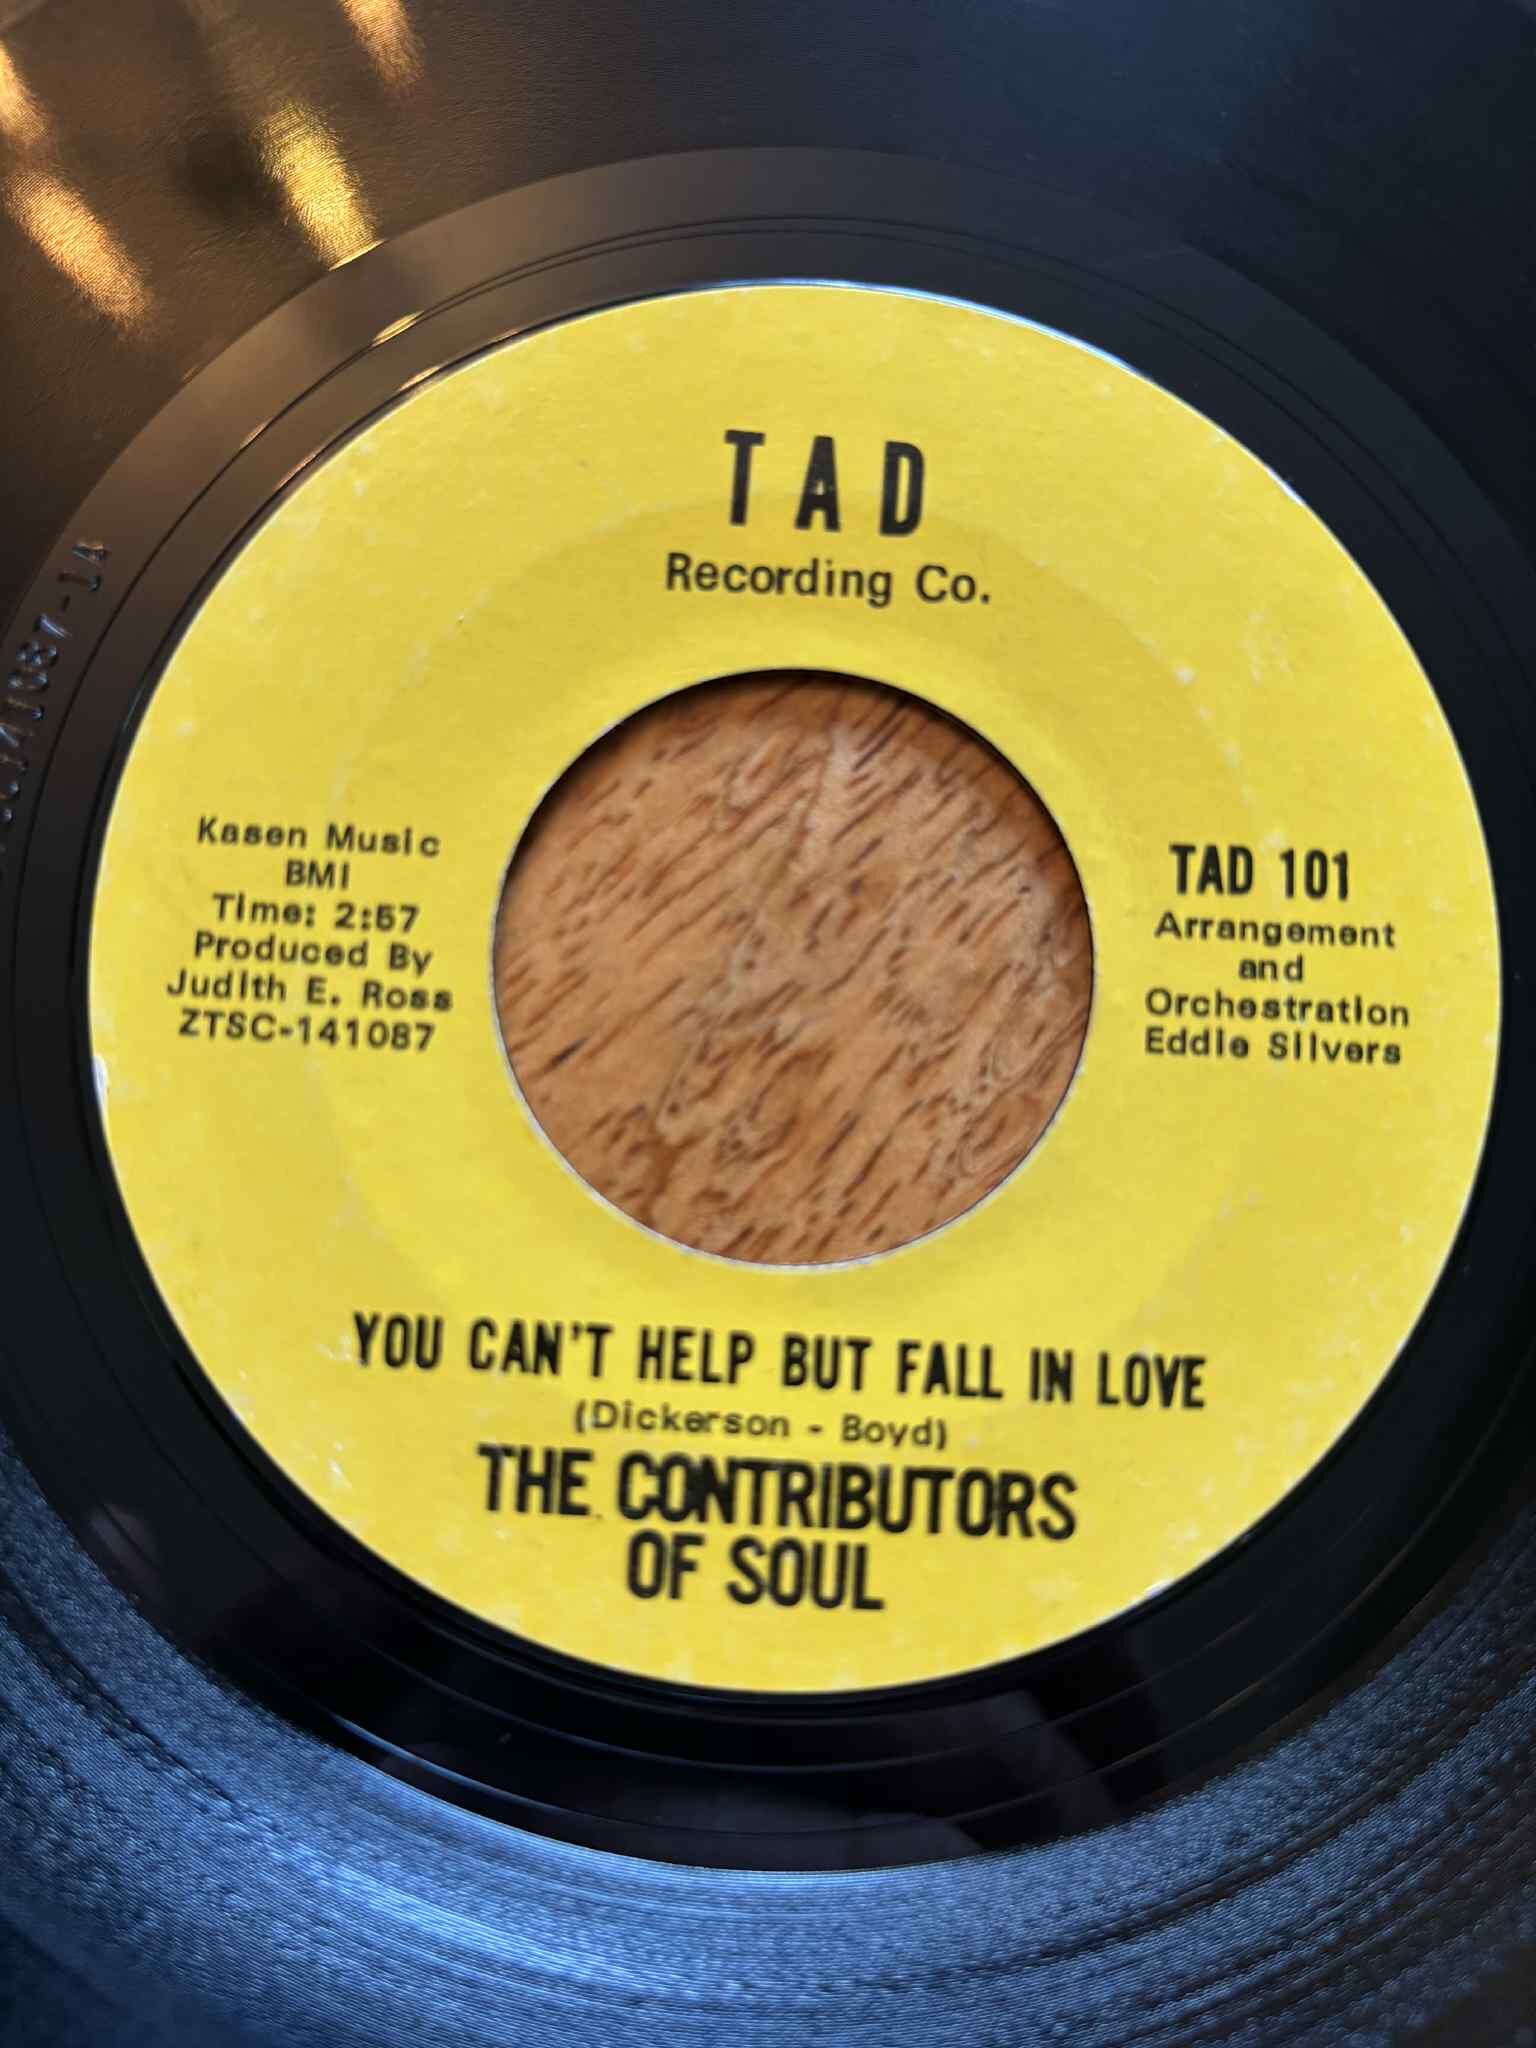 TAD
Recording Co.
Kasen Music
BMI
Time: 2:57
Produced By
Judith E. Ross
ZTSC-141087
TAD 101
Arrangement
and
Orchestration
Eddie Silvers
YOU CAN'T HELP BUT FALL IN LOVE
(Dickerson - Boyd)
THE CONTRIBUTORS
OF SOUL